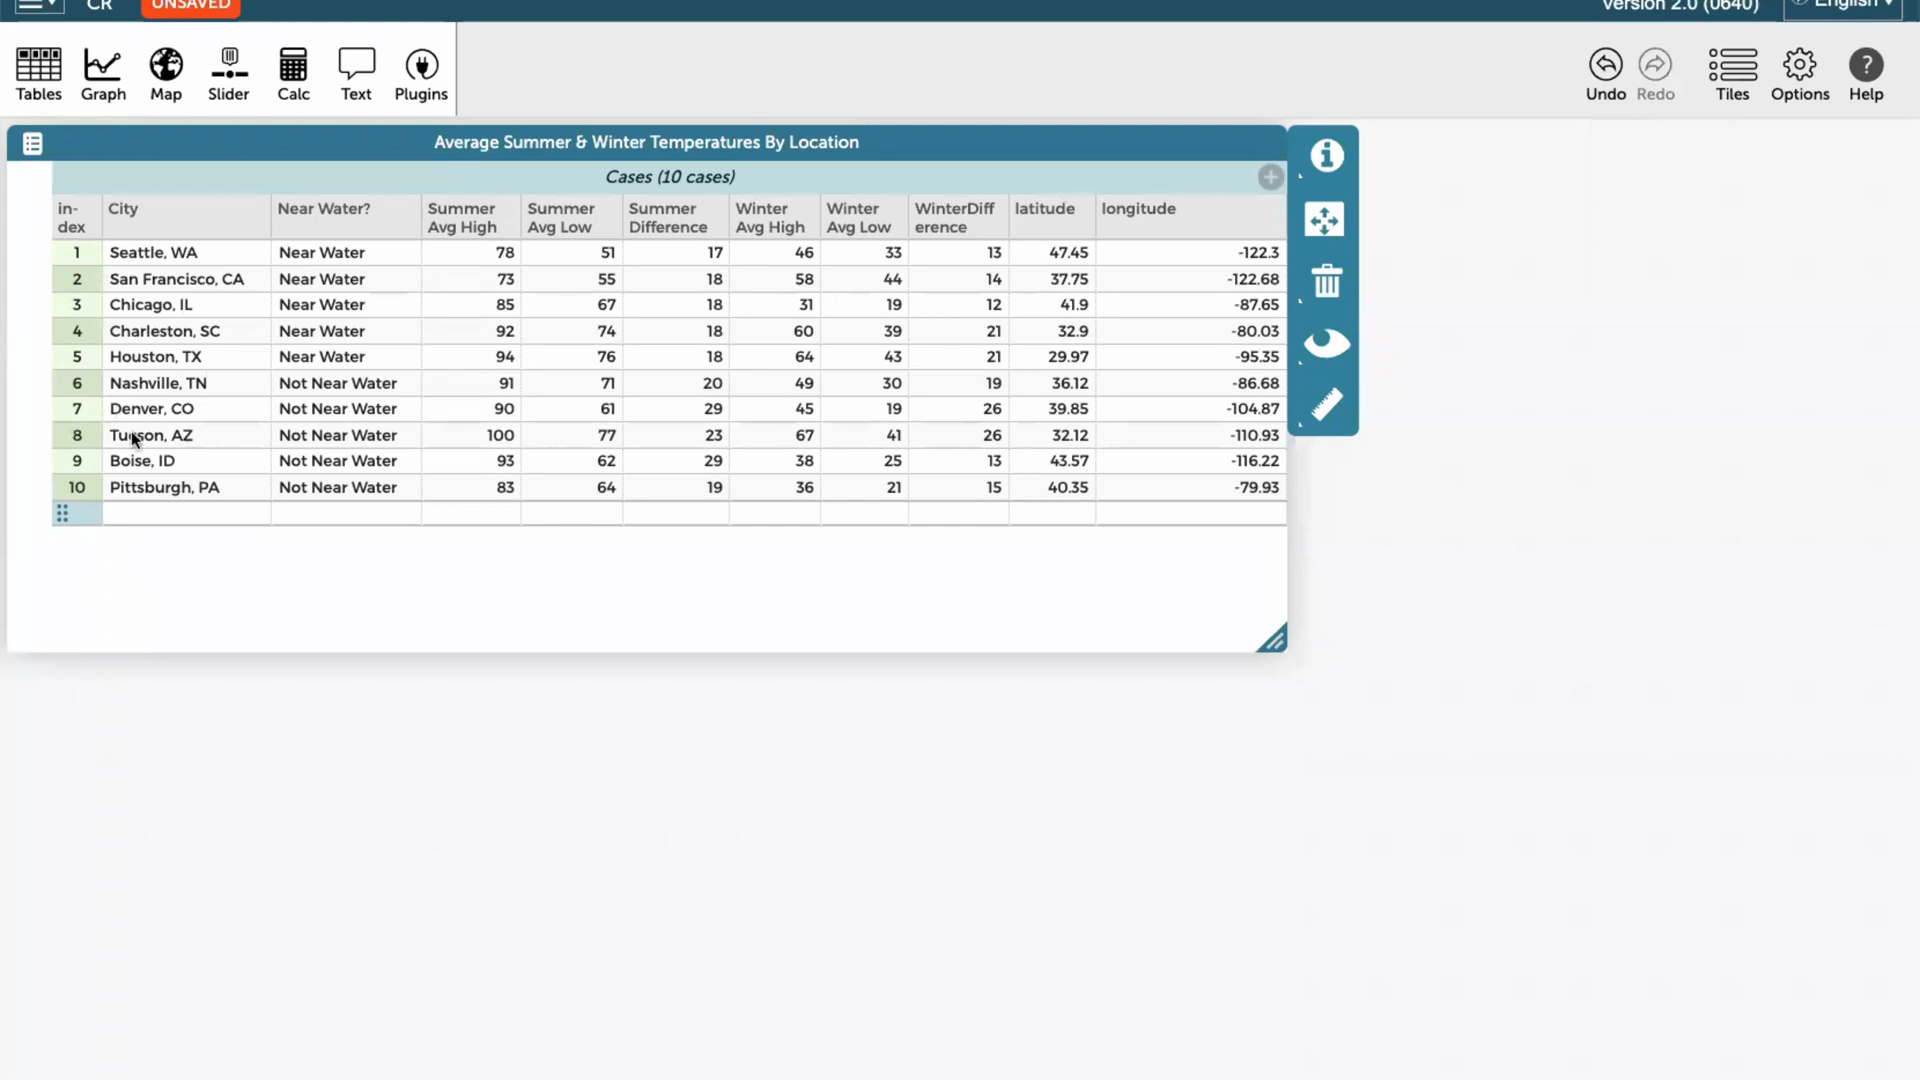 CR UNSAVED Version 2.0 (0640) English
Tables Graph Map Slider Calc Text Plugins Undo Redo Tiles Options Help
Average Summer & Winter Temperatures By Location
Cases (10 cases)
in-dex City Near Water? Summer Avg High Summer Avg Low Summer Difference Winter Avg High Winter Avg Low WinterDifference latitude longitude
1 Seattle, WA Near Water 78 51 17 46 33 13 47.45 -122.3
2 San Francisco, CA Near Water 73 55 18 58 44 14 37.75 -122.68
3 Chicago, IL Near Water 85 67 18 31 19 12 41.9 -87.65
4 Charleston, SC Near Water 92 74 18 60 39 21 32.9 -80.03
5 Houston, TX Near Water 94 76 18 64 43 21 29.97 -95.35
6 Nashville, TN Not Near Water 91 71 20 49 30 19 36.12 -86.68
7 Denver, CO Not Near Water 90 61 29 45 19 26 39.85 -104.87
8 Tucson, AZ Not Near Water 100 77 23 67 41 26 32.12 -110.93
9 Boise, ID Not Near Water 93 62 29 38 25 13 43.57 -116.22
10 Pittsburgh, PA Not Near Water 83 64 19 36 21 15 40.35 -79.93